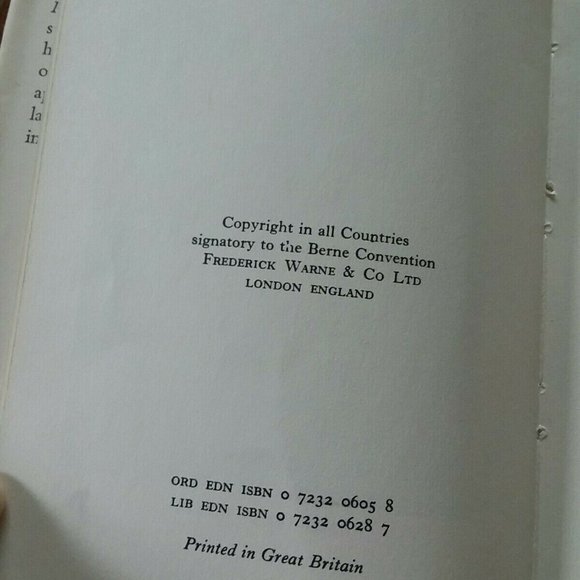 Copyright in all Countries
signatory to the Berne Convention
FREDERICK WARNE & CO LTD
LONDON ENGLAND
ORD EDN ISBN 0 7232 0605 8
LIB EDN ISBN 0 7232 0628 7
Printed in Great Britain